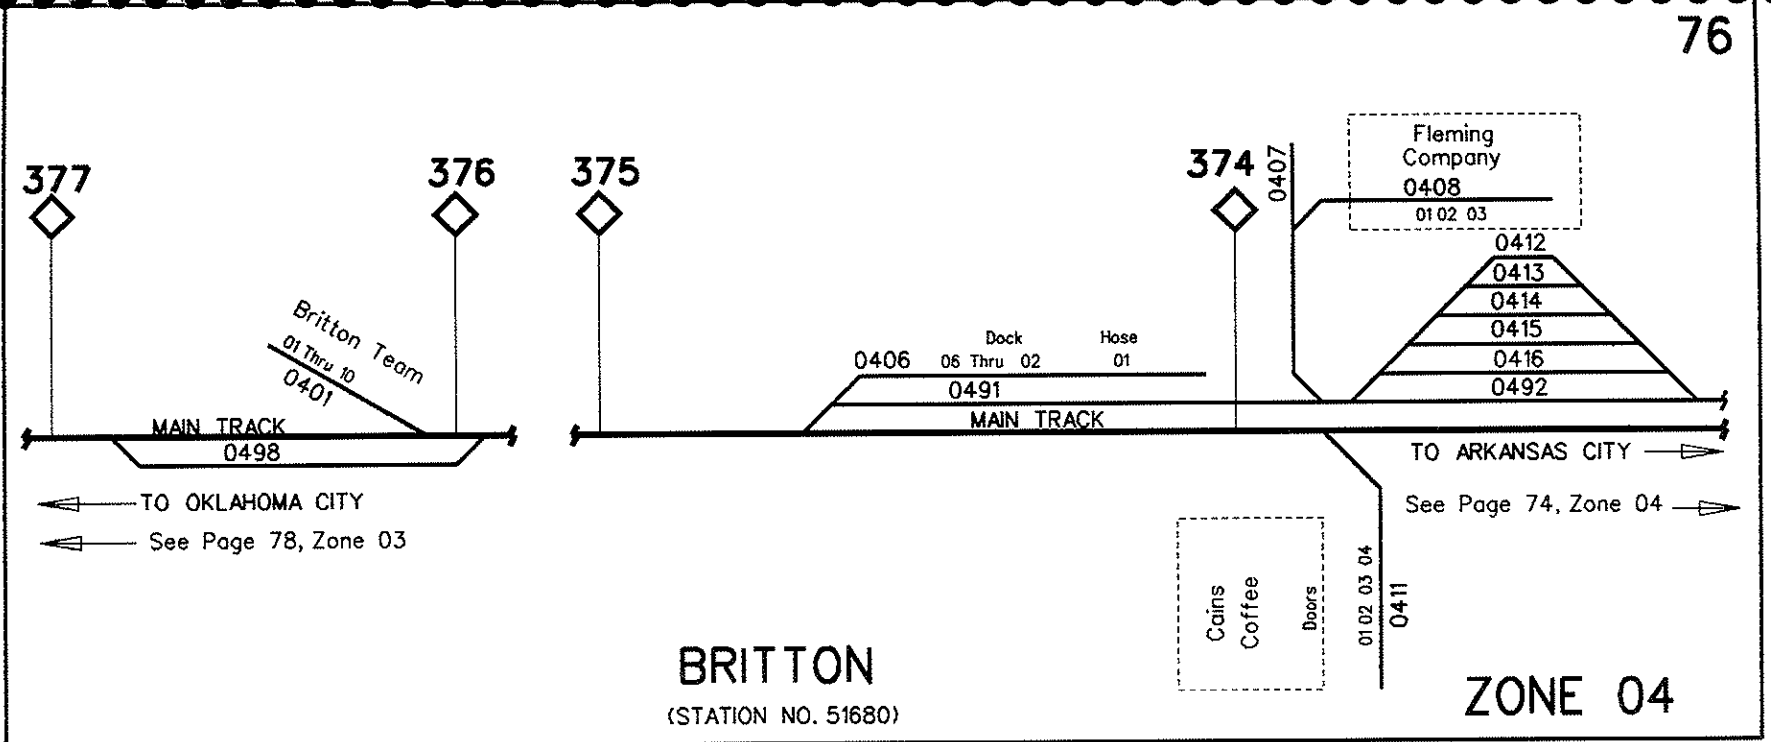 76
377
376
375
374
0407
Fleming
Company
0408
01 02 03
0412
0413
0414
0415
0416
0492
Britton Team
01 Thru 10
0401
Dock
Hose
0406
06 Thru 02
01
0491
MAIN TRACK
MAIN TRACK
0498
TO ARKANSAS CITY
TO OKLAHOMA CITY
See Page 74, Zone 04
See Page 78, Zone 03
Cains
Coffee
Doors
01 02 03 04
0411
BRITTON
(STATION NO. 51680)
ZONE 04